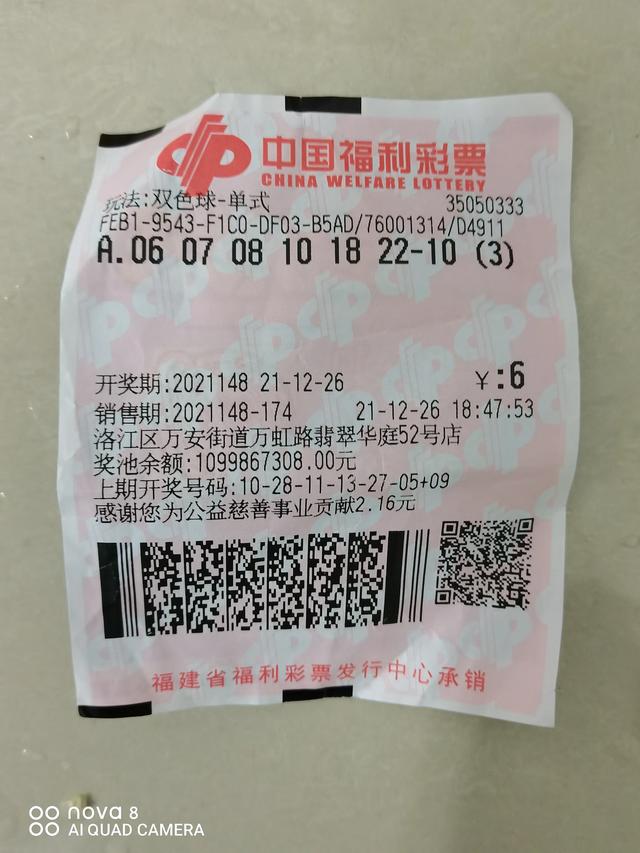 中国福利彩票
CHINA WELFARE LOTTERY
玩法:双色球-单式 35050333
FEB1-9543-F1C0-DF03-B5AD/76001314/D4911
A.06 07 08 10 18 22-10 (3)
开奖期:2021148 21-12-26 ￥:6
销售期:2021148-174 21-12-26 18:47:53
洛江区万安街道万虹路翡翠华庭52号店
奖池余额:1099867308.00元
上期开奖号码:10-28-11-13-27-05+09
感谢您为公益慈善事业贡献2.16元
福建省福利彩票发行中心承销
nova 8
AI QUAD CAMERA